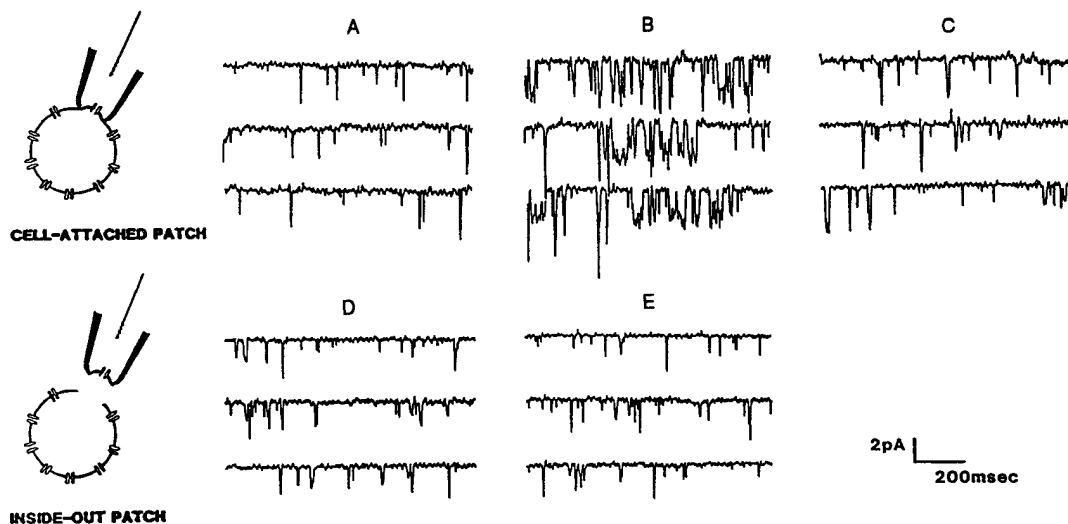 A
B
C
CELL-ATTACHED PATCH
D
E
2pA
200msec
INSIDE-OUT PATCH